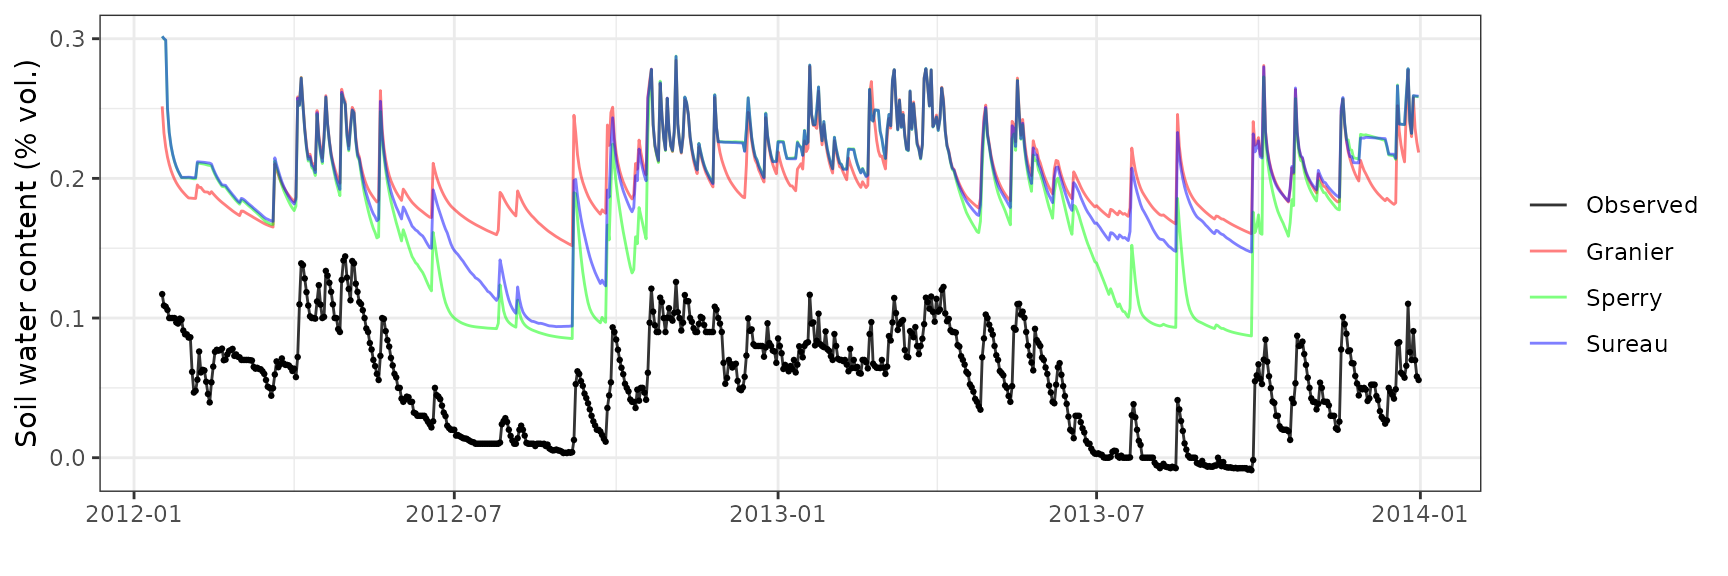 Soil water content (% vol.)
0.3
0.2
0.1
0.0
2012-01
2012-07
2013-01
2013-07
2014-01
Observed
Granier
Sperry
Sureau